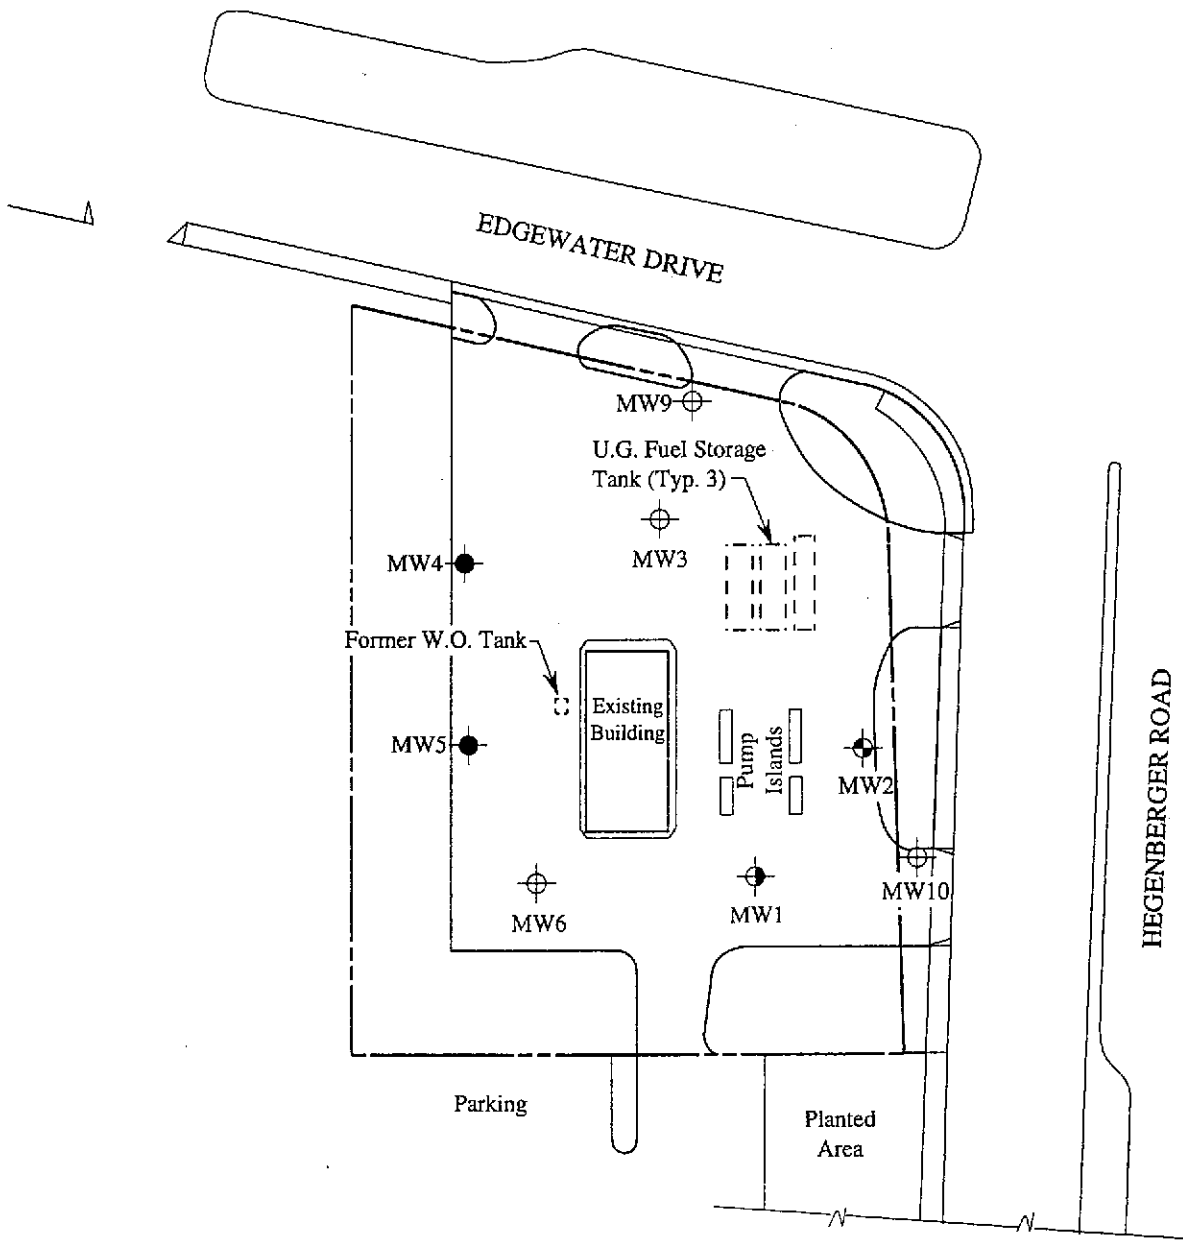 EDGEWATER DRIVE
MW9
U.G. Fuel Storage
Tank (Typ. 3)
MW3
MW4
Former W.O. Tank
Existing
Building
MW5
Pump
Islands
MW2
HEGENBERGER ROAD
MW10
MW6
MW1
Parking
Planted
Area